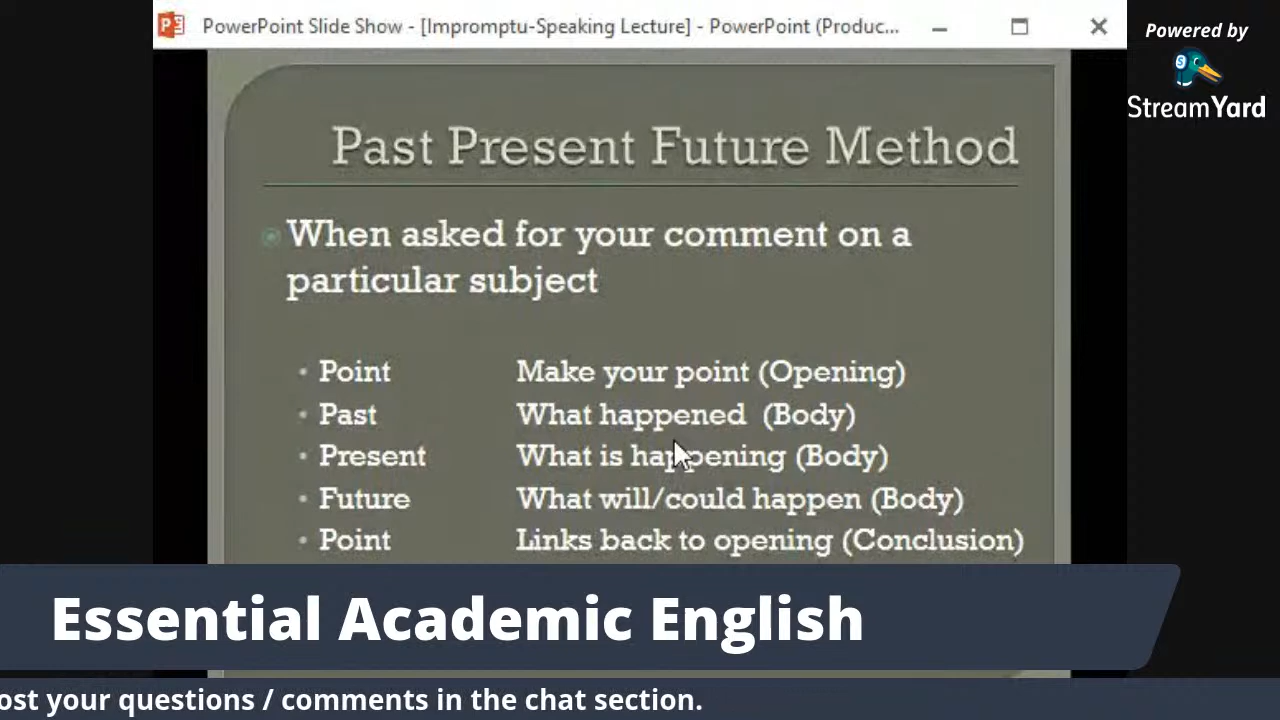 PowerPoint Slide Show - [Impromptu-Speaking Lecture] - PowerPoint (Produc...
Powered by
StreamYard
Past Present Future Method
When asked for your comment on a
particular subject
• Point Make your point (Opening)
• Past What happened (Body)
• Present What is happening (Body)
• Future What will/could happen (Body)
• Point Links back to opening (Conclusion)
Essential Academic English
ost your questions / comments in the chat section.